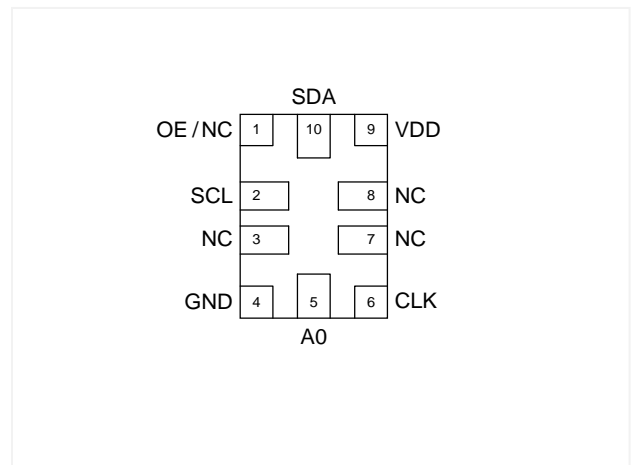 SDA
OE/NC 1 10 9 VDD
SCL 2 8 NC
NC 3 7 NC
GND 4 5 6 CLK
A0